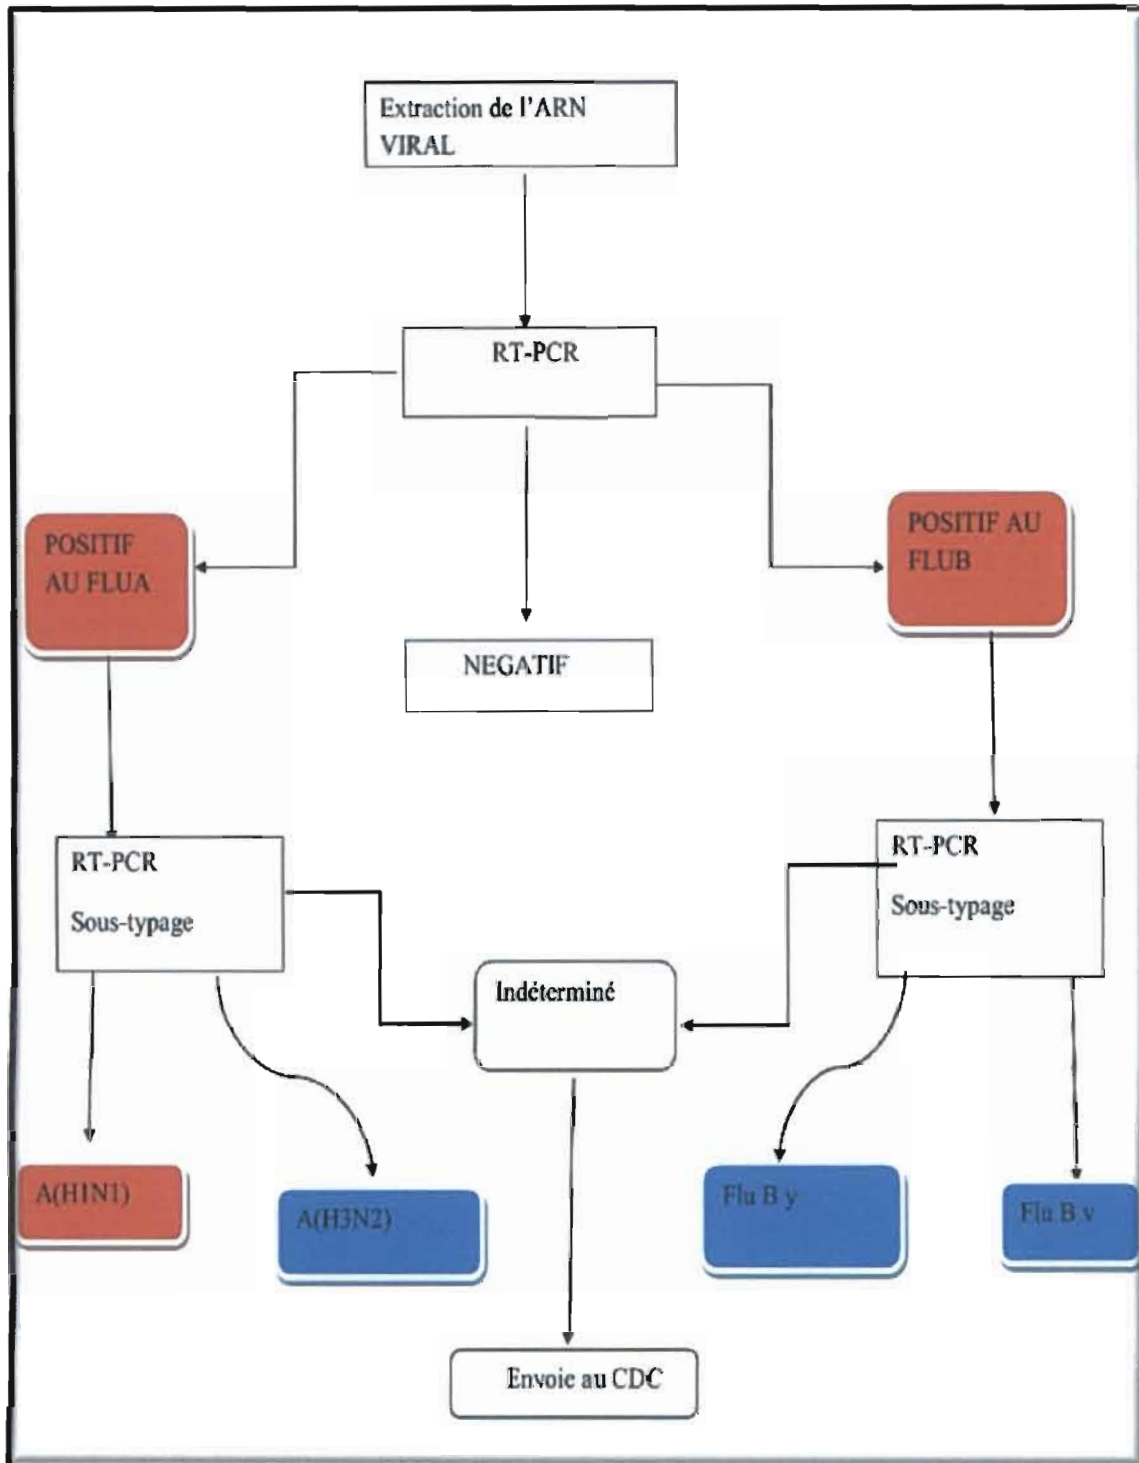 Extraction de l'ARN
VIRAL
RT-PCR
POSITIF
AU FLUA
POSITIF AU
FLUB
NEGATIF
RT-PCR
Sous-typage
RT-PCR
Sous-typage
Indéterminé
A(H1N1)
A(H3N2)
Flu B y
Flu B v
Envoie au CDC